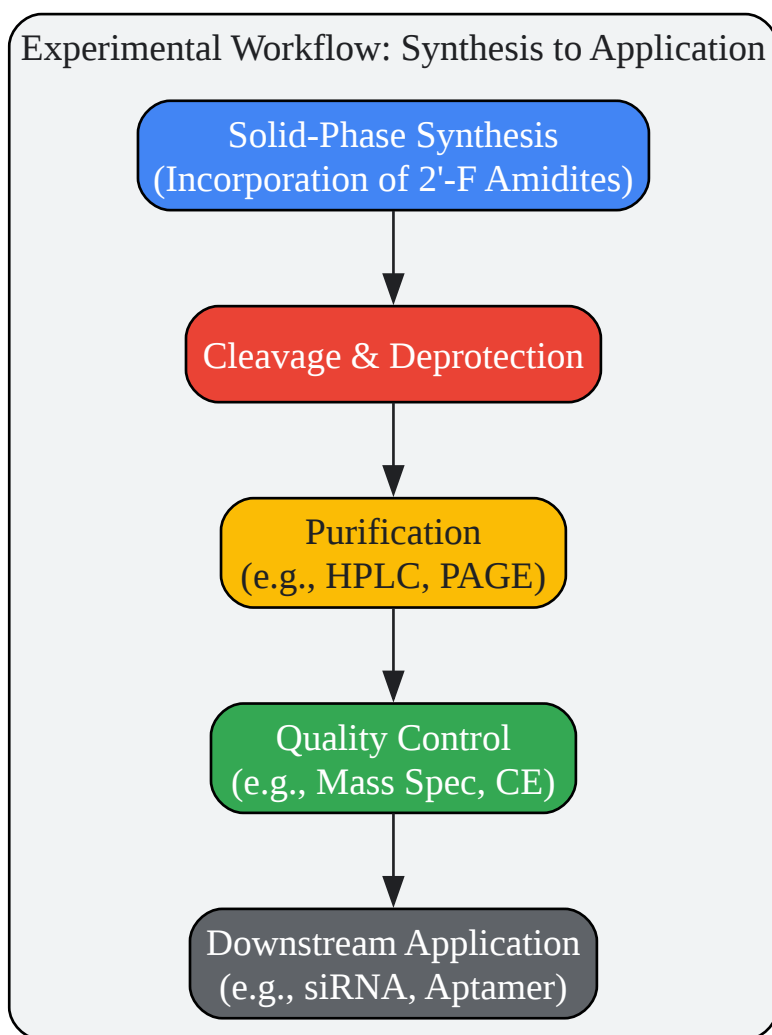 Experimental Workflow: Synthesis to Application
Solid-Phase Synthesis
(Incorporation of 2'-F Amidites)
Cleavage & Deprotection
Purification
(e.g., HPLC, PAGE)
Quality Control
(e.g., Mass Spec, CE)
Downstream Application
(e.g., siRNA, Aptamer)